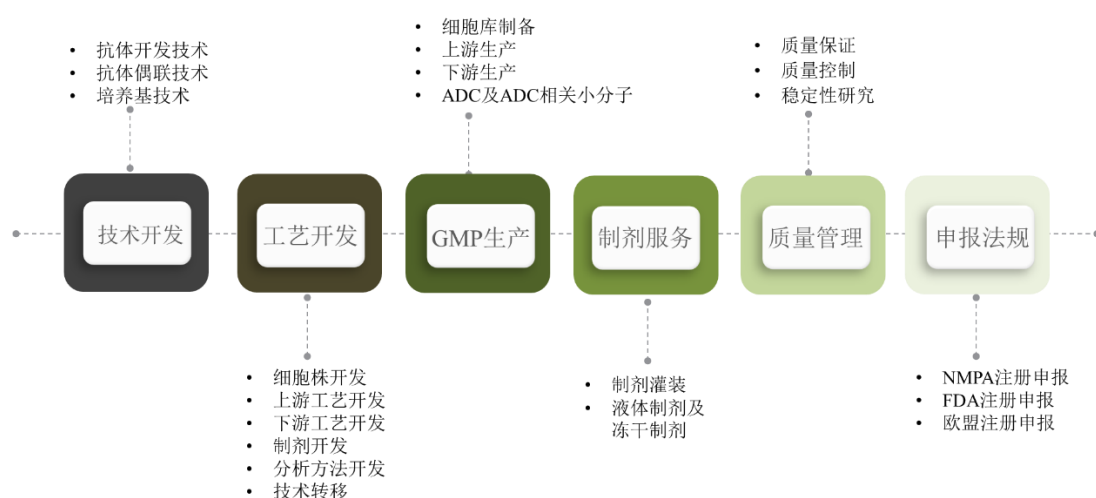 • 抗体开发技术
• 抗体偶联技术
• 培养基技术
• 细胞库制备
• 上游生产
• 下游生产
• ADC及ADC相关小分子
• 质量保证
• 质量控制
• 稳定性研究
技术开发
工艺开发
GMP生产
制剂服务
质量管理
申报法规
• 细胞株开发
• 上游工艺开发
• 下游工艺开发
• 制剂开发
• 分析方法开发
• 技术转移
• 制剂灌装
• 液体制剂及
冻干制剂
• NMPA注册申报
• FDA注册申报
• 欧盟注册申报